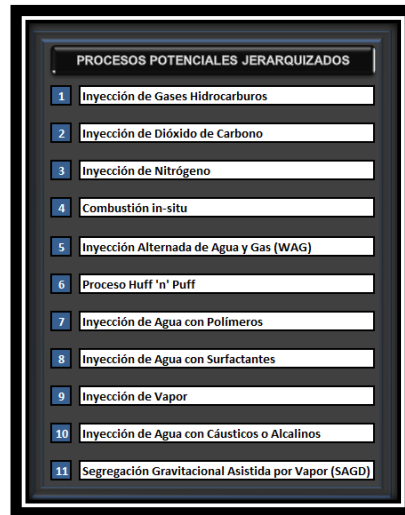 PROCESOS POTENCIALES JERARQUIZADOS
1 Inyección de Gases Hidrocarburos
2 Inyección de Dióxido de Carbono
3 Inyección de Nitrógeno
4 Combustión in-situ
5 Inyección Alternada de Agua y Gas (WAG)
6 Proceso Huff 'n' Puff
7 Inyección de Agua con Polímeros
8 Inyección de Agua con Surfactantes
9 Inyección de Vapor
10 Inyección de Agua con Cáusticos o Alcalinos
11 Segregación Gravitacional Asistida por Vapor (SAGD)